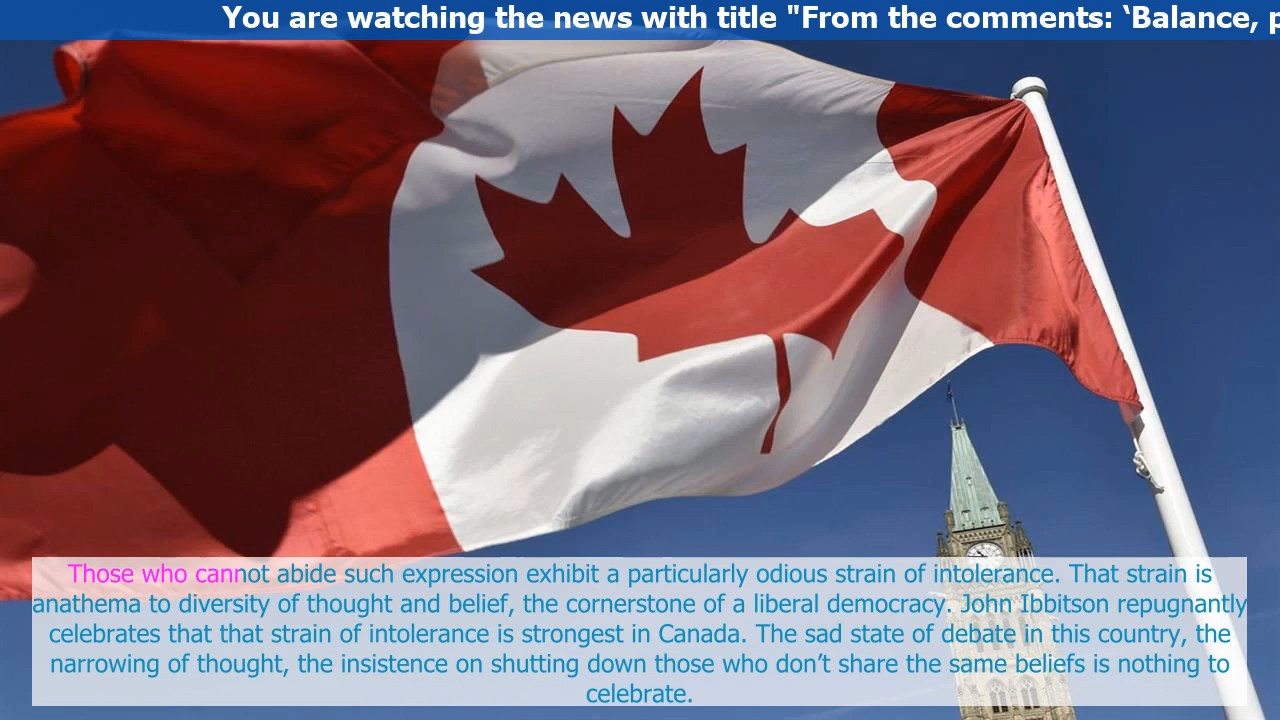 You are watching the news with title "From the comments: ‘Balance,
Those who cannot abide such expression exhibit a particularly odious strain of intolerance. That strain is
anathema to diversity of thought and belief, the cornerstone of a liberal democracy. John Ibbitson repugnantly
celebrates that that strain of intolerance is strongest in Canada. The sad state of debate in this country, the
narrowing of thought, the insistence on shutting down those who don’t share the same beliefs is nothing to
celebrate.